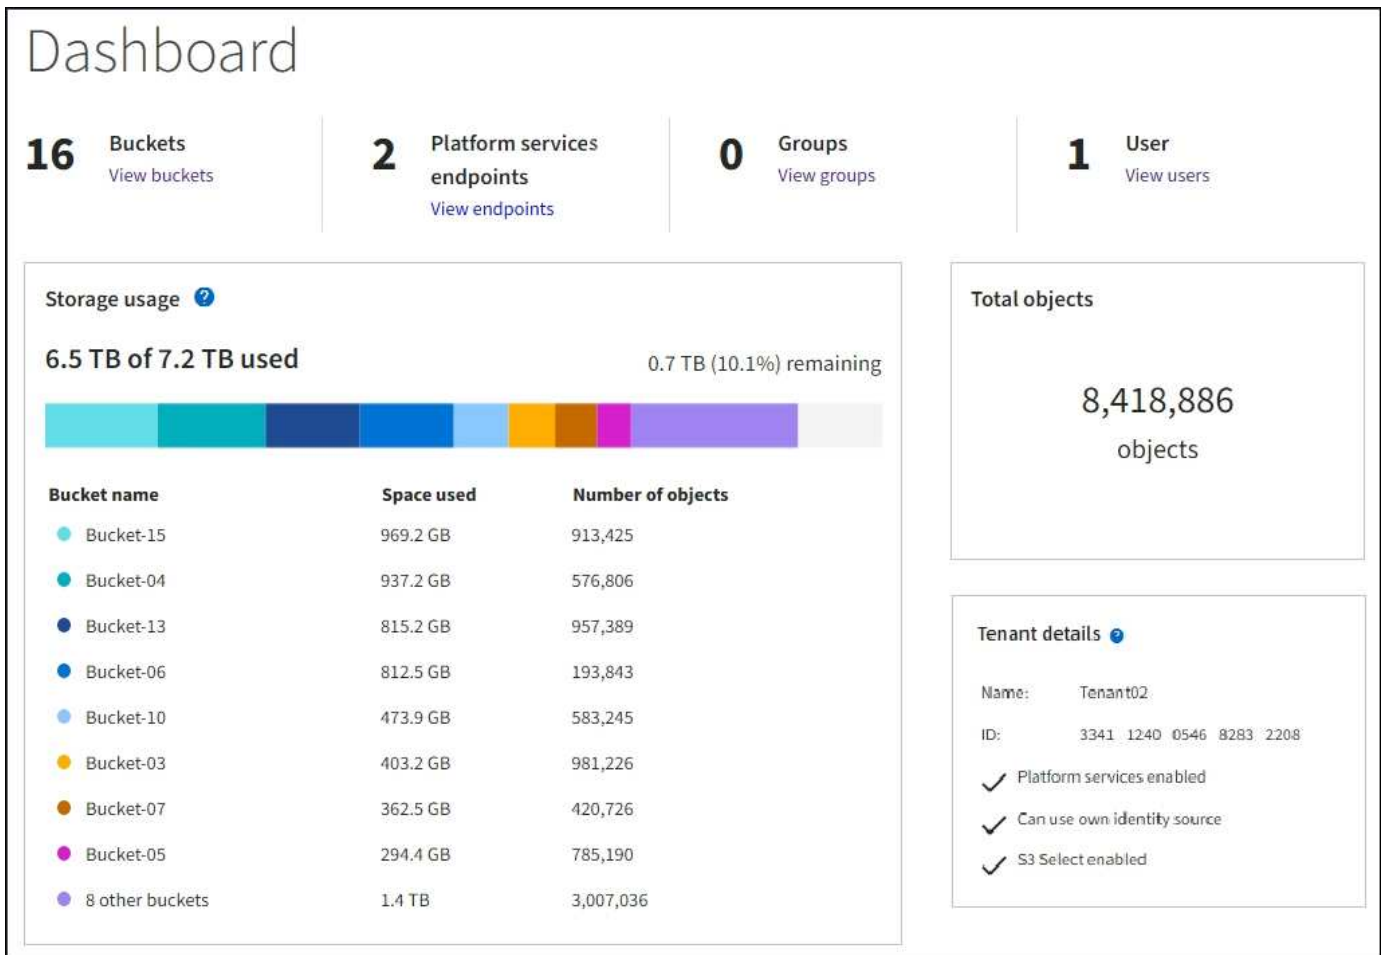 Dashboard
16 Buckets
View buckets
2 Platform services
endpoints
View endpoints
0 Groups
View groups
1 User
View users
Storage usage ?
6.5 TB of 7.2 TB used
0.7 TB (10.1%) remaining
Bucket name Space used Number of objects
Bucket-15 969.2 GB 913,425
Bucket-04 937.2 GB 576,806
Bucket-13 815.2 GB 957,389
Bucket-06 812.5 GB 193,843
Bucket-10 473.9 GB 583,245
Bucket-03 403.2 GB 981,226
Bucket-07 362.5 GB 420,726
Bucket-05 294.4 GB 785,190
8 other buckets 1.4 TB 3,007,036
Total objects
8,418,886
objects
Tenant details ?
Name: Tenant02
ID: 3341 1240 0546 8283 2208
Platform services enabled
Can use own identity source
S3 Select enabled